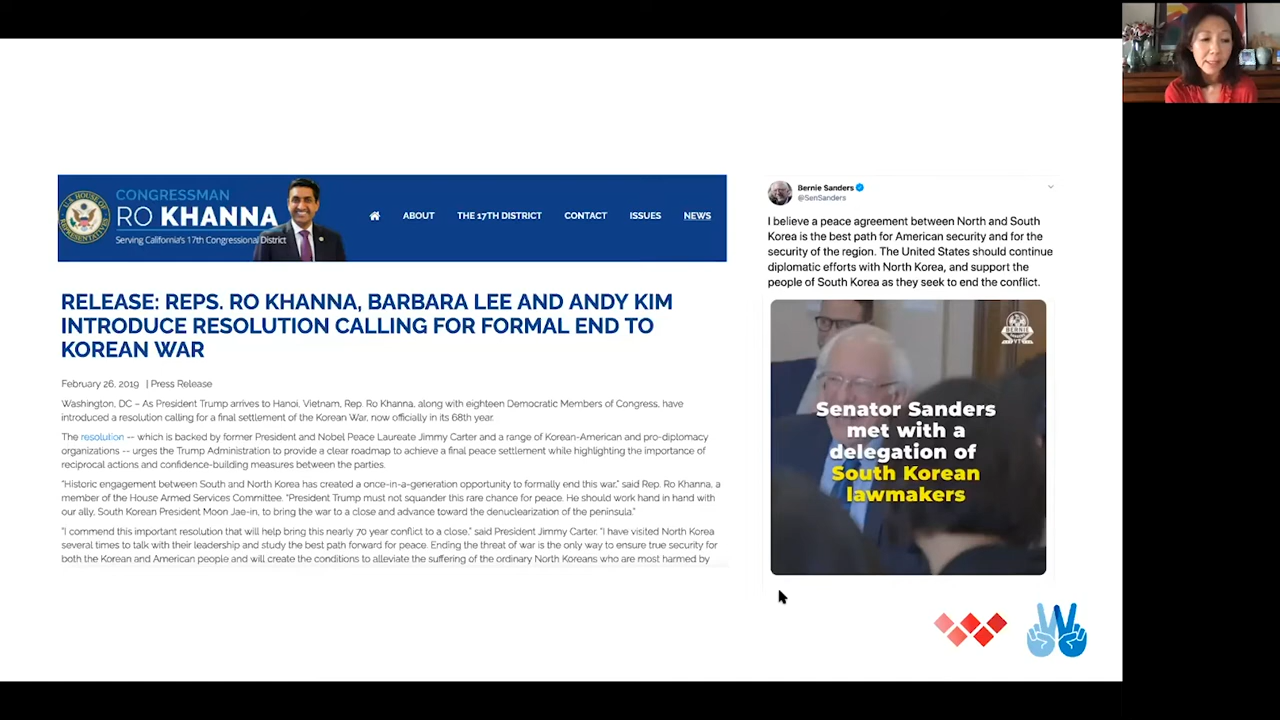 CONGRESSMAN
RO KHANNA
Serving California's 17th Congressional District
ABOUT THE 17TH DISTRICT CONTACT ISSUES NEWS
RELEASE: REPS. RO KHANNA, BARBARA LEE AND ANDY KIM
INTRODUCE RESOLUTION CALLING FOR FORMAL END TO
KOREAN WAR
February 26, 2019 | Press Release
Washington, DC – As President Trump arrives to Hanoi, Vietnam, Rep. Ro Khanna, along with eighteen Democratic Members of Congress, have
introduced a resolution calling for a final settlement of the Korean War, now officially in its 68th year.
The resolution -- which is backed by former President and Nobel Peace Laureate Jimmy Carter and a range of Korean-American and pro-diplomacy
organizations -- urges the Trump Administration to provide a clear roadmap to achieve a final peace settlement while highlighting the importance of
reciprocal actions and confidence-building measures between the parties.
"Historic engagement between South and North Korea has created a once-in-a-generation opportunity to formally end this war," said Rep. Ro Khanna, a
member of the House Armed Services Committee. "President Trump must not squander this rare chance for peace. He should work hand in hand with
our ally, South Korean President Moon Jae-in, to bring the war to a close and advance toward the denuclearization of the peninsula."
"I commend this important resolution that will help bring this nearly 70 year conflict to a close," said President Jimmy Carter. "I have visited North Korea
several times to talk with their leadership and study the best path forward for peace. Ending the threat of war is the only way to ensure true security for
both the Korean and American people and will create the conditions to alleviate the suffering of the ordinary North Koreans who are most harmed by
Bernie Sanders
@SenSanders
I believe a peace agreement between North and South
Korea is the best path for American security and for the
security of the region. The United States should continue
diplomatic efforts with North Korea, and support the
people of South Korea as they seek to end the conflict.
BERNIE
VT
Senator Sanders
met with a
delegation of
South Korean
lawmakers